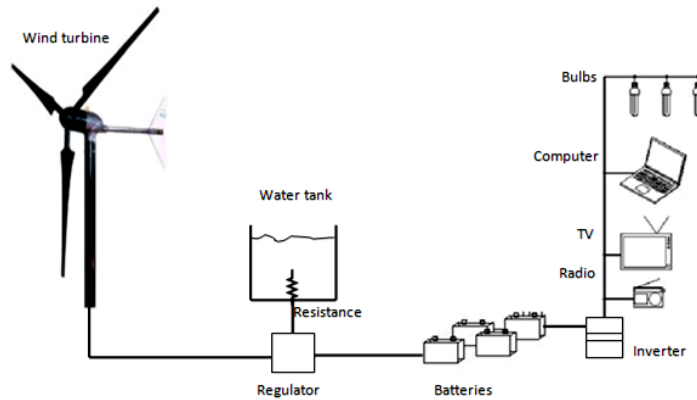 Wind turbine
Bulbs
Computer
Water tank
TV
Radio
Resistance
Inverter
Regulator
Batteries